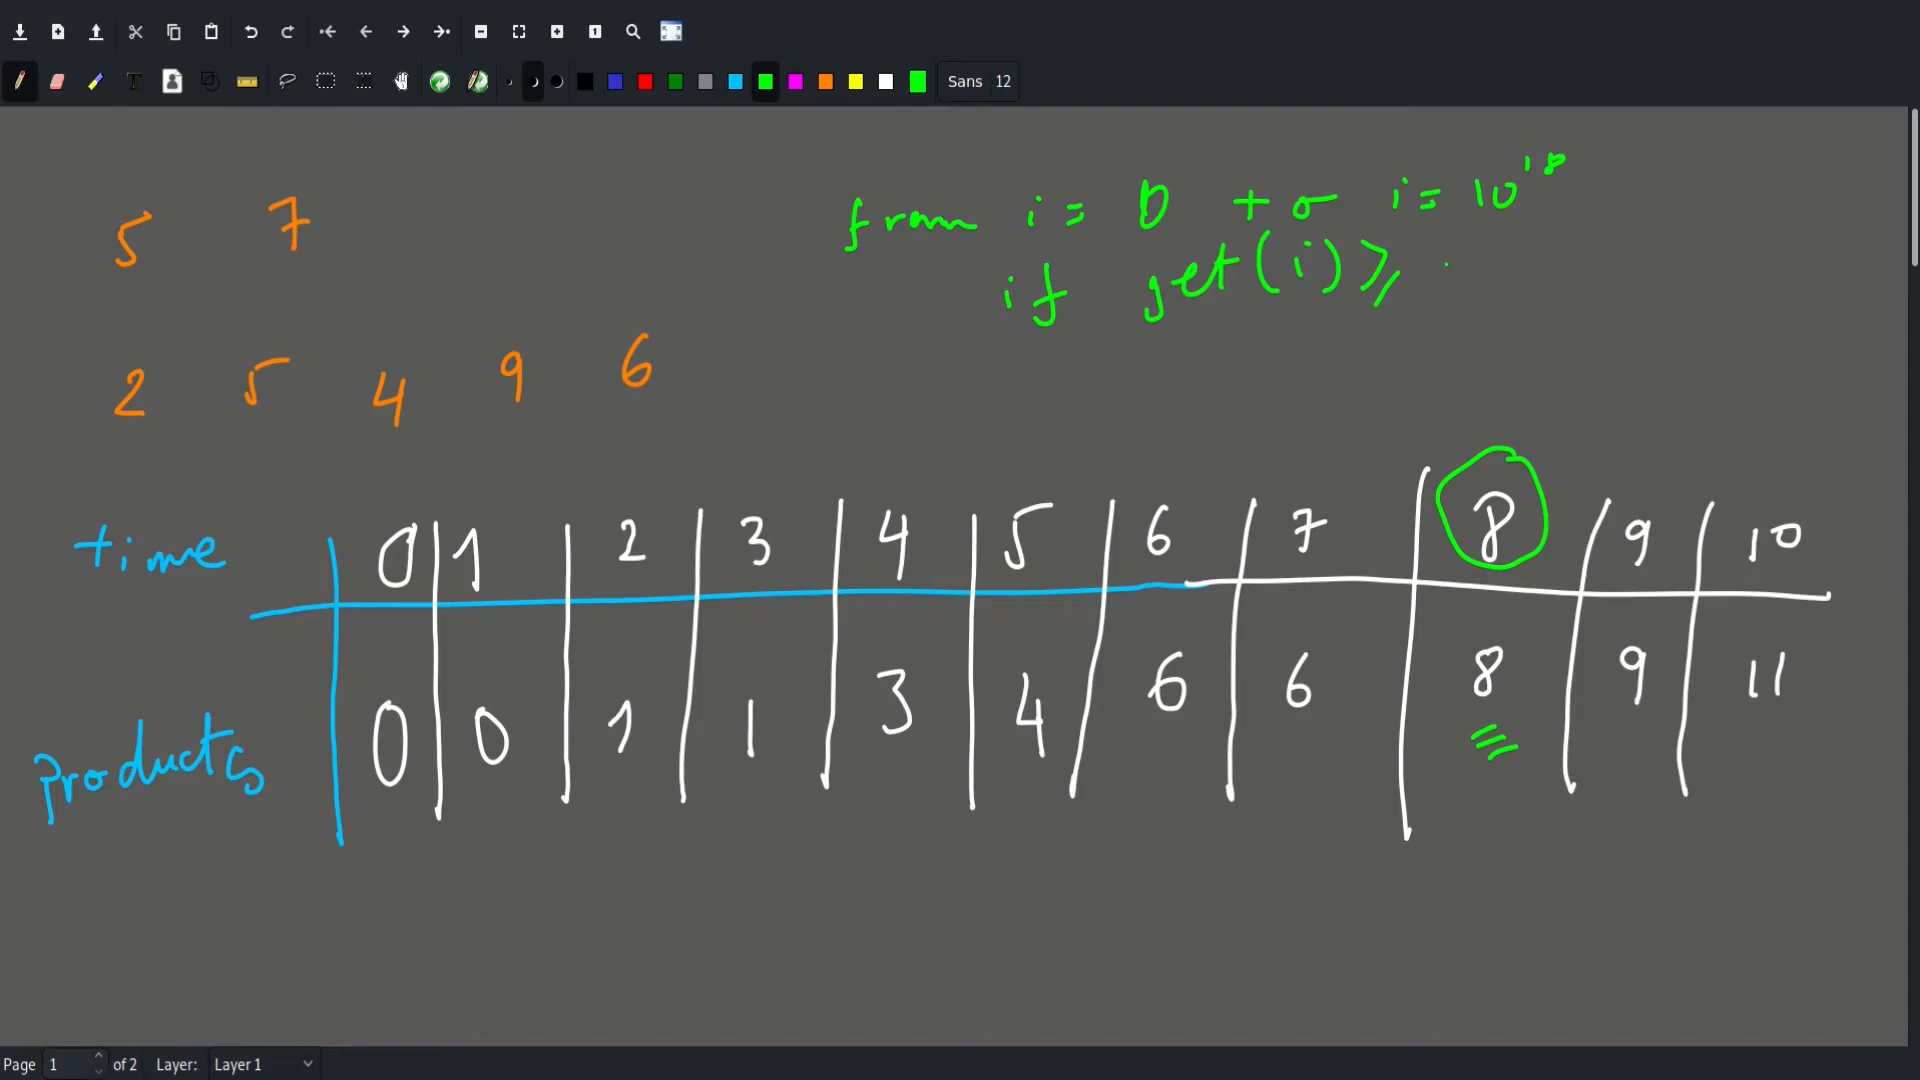 Sans 12
5 7
from i = 0 to i = 10^18
if get(i) ≥
2 5 4 9 6
time 0 1 2 3 4 5 6 7 8 9 10
products 0 0 1 1 3 4 6 6 8 9 11
Page 1 of 2 Layer: Layer 1